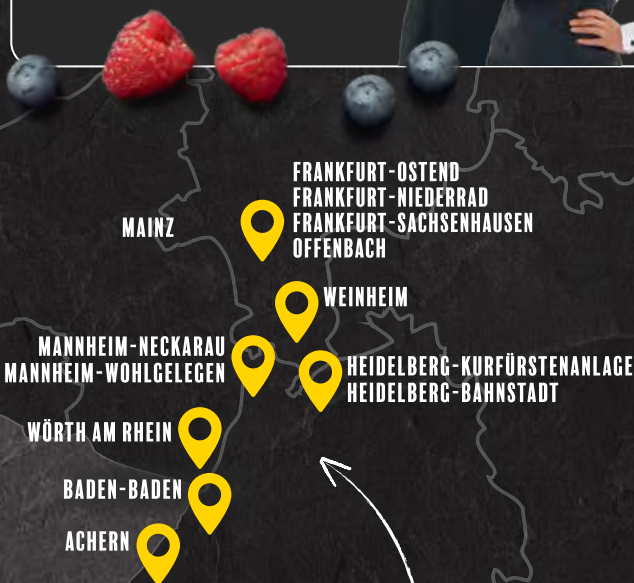 FRANKFURT-OSTEND
FRANKFURT-NIEDERRAD
FRANKFURT-SACHSENHAUSEN
OFFENBACH
MAINZ
WEINHEIM
MANNHEIM-NECKARAU
MANNHEIM-WOHLGELEGEN
HEIDELBERG-KURFÜRSTENANLAGE
HEIDELBERG-BAHNSTADT
WÖRTH AM RHEIN
BADEN-BADEN
ACHERN